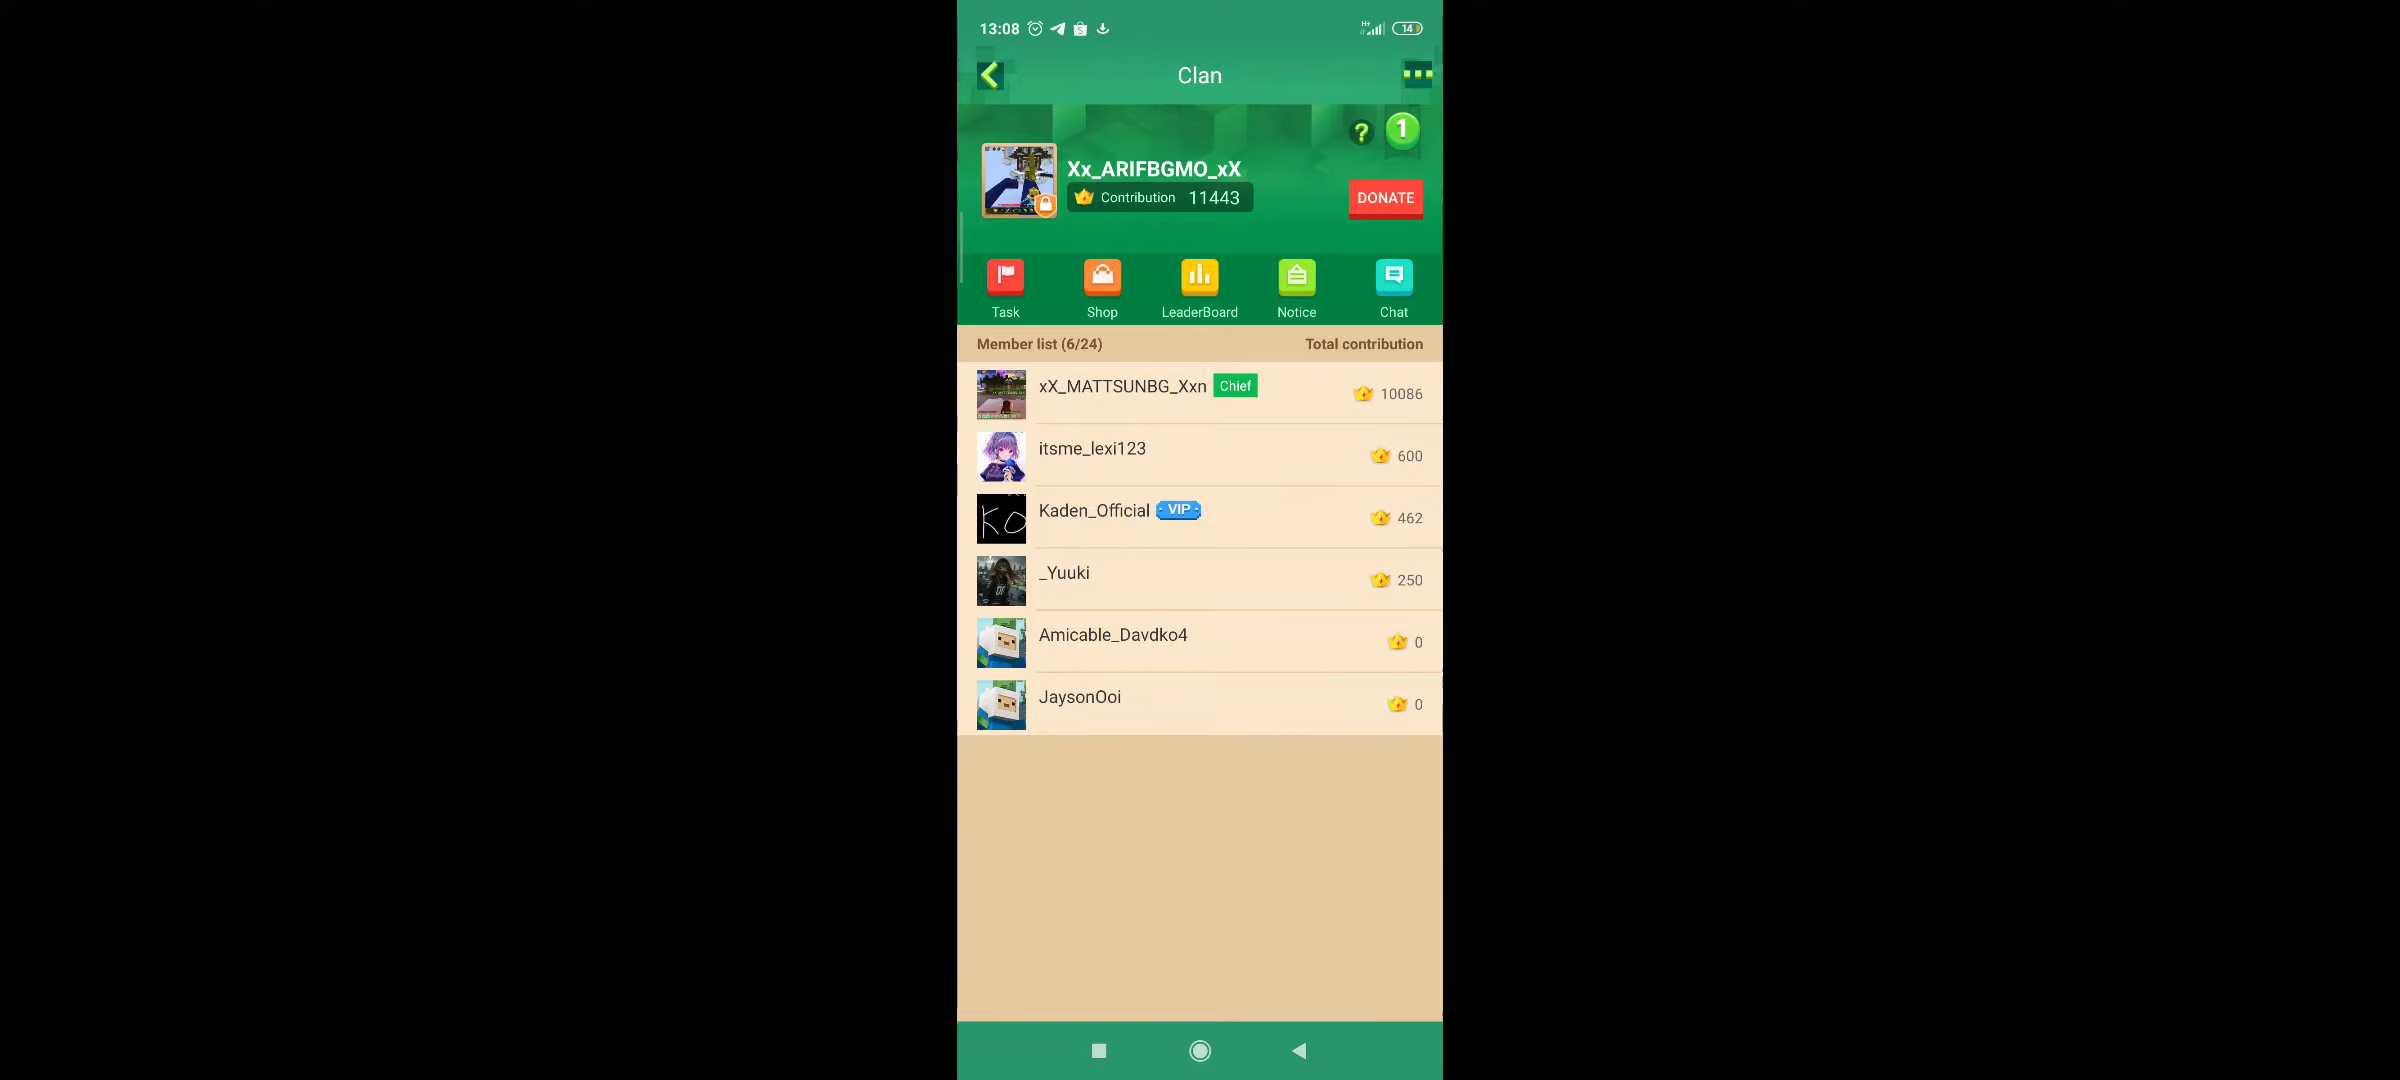 13:08
H+
14
Clan
?
1
Xx_ARIFBGMO_xX
Contribution 11443
DONATE
Task
Shop
LeaderBoard
Notice
Chat
Member list (6/24)
Total contribution
xX_MATTSUNBG_Xxn Chief
10086
itsme_lexi123
600
KO
Kaden_Official VIP
462
_Yuuki
250
Amicable_Davdko4
0
JaysonOoi
0